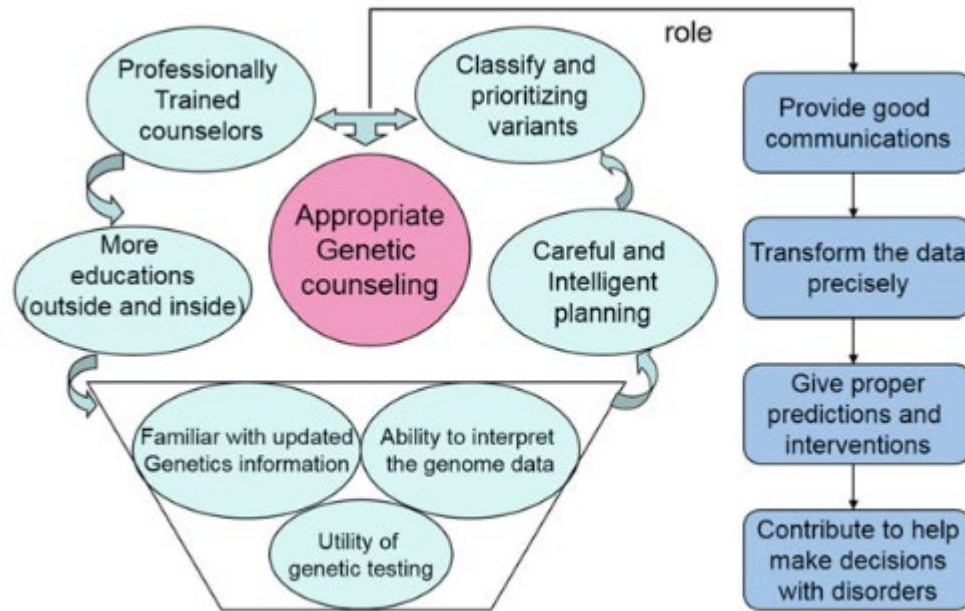 role
Professionally
Trained
counselors
Classify and
prioritizing
variants
Appropriate
Genetic
counseling
More
educations
(outside and inside)
Careful and
Intelligent
planning
Familiar with updated
Genetics information
Ability to interpret
the genome data
Utility of
genetic testing
Provide good
communications
Transform the data
precisely
Give proper
predictions and
interventions
Contribute to help
make decisions
with disorders